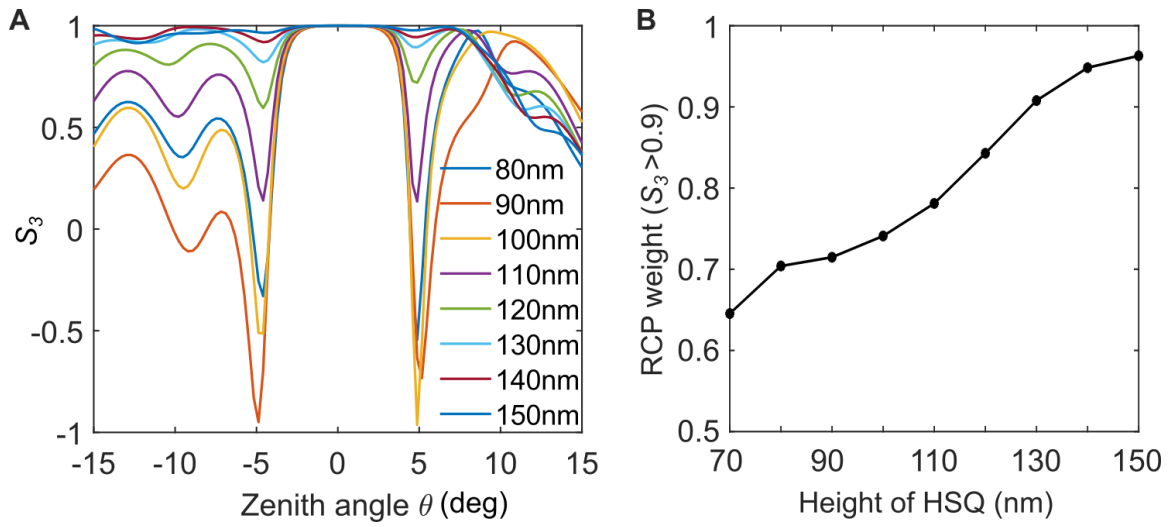 A
S3
1
0.5
0
-0.5
-1
-15
-10
-5
0
5
10
15
Zenith angle θ (deg)
80nm
90nm
100nm
110nm
120nm
130nm
140nm
150nm
B
RCP weight (S3 >0.9)
1
0.9
0.8
0.7
0.6
0.5
70
90
110
130
150
Height of HSQ (nm)